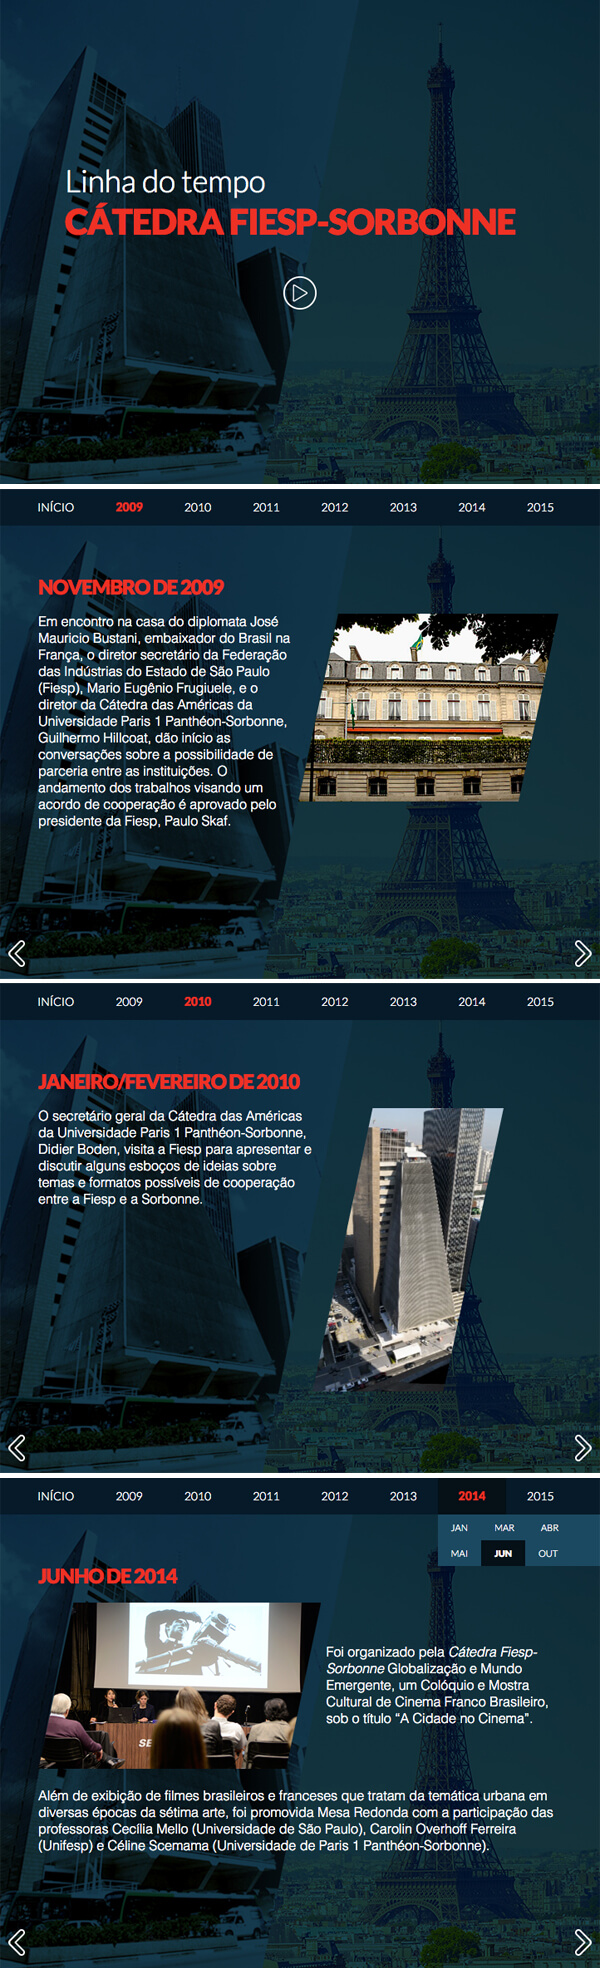 Linha do tempo
CÁTEDRA FIESP-SORBONNE
INÍCIO 2009 2010 2011 2012 2013 2014 2015
NOVEMBRO DE 2009
Em encontro na casa do diplomata José
Mauricio Bustani, embaixador do Brasil na
França, o diretor secretário da Federação
das Indústrias do Estado de São Paulo
(Fiesp), Mario Eugênio Frugiuele, e o
diretor da Cátedra das Américas da
Universidade Paris 1 Panthéon-Sorbonne,
Guilhermo Hillcoat, dão início as
conversações sobre a possibilidade de
parceria entre as instituições. O
andamento dos trabalhos visando um
acordo de cooperação é aprovado pelo
presidente da Fiesp, Paulo Skaf.
INÍCIO 2009 2010 2011 2012 2013 2014 2015
JANEIRO/FEVEREIRO DE 2010
O secretário geral da Cátedra das Américas
da Universidade Paris 1 Panthéon-Sorbonne,
Didier Boden, visita a Fiesp para apresentar e
discutir alguns esboços de ideias sobre
temas e formatos possíveis de cooperação
entre a Fiesp e a Sorbonne.
INÍCIO 2009 2010 2011 2012 2013 2014 2015
JAN MAR ABR
MAI JUN OUT
JUNHO DE 2014
SE
Foi organizado pela Cátedra Fiesp-
Sorbonne Globalização e Mundo
Emergente, um Colóquio e Mostra
Cultural de Cinema Franco Brasileiro,
sob o título “A Cidade no Cinema”.
Além de exibição de filmes brasileiros e franceses que tratam da temática urbana em
diversas épocas da sétima arte, foi promovida Mesa Redonda com a participação das
professoras Cecília Mello (Universidade de São Paulo), Carolin Overhoff Ferreira
(Unifesp) e Céline Scemama (Universidade de Paris 1 Panthéon-Sorbonne).